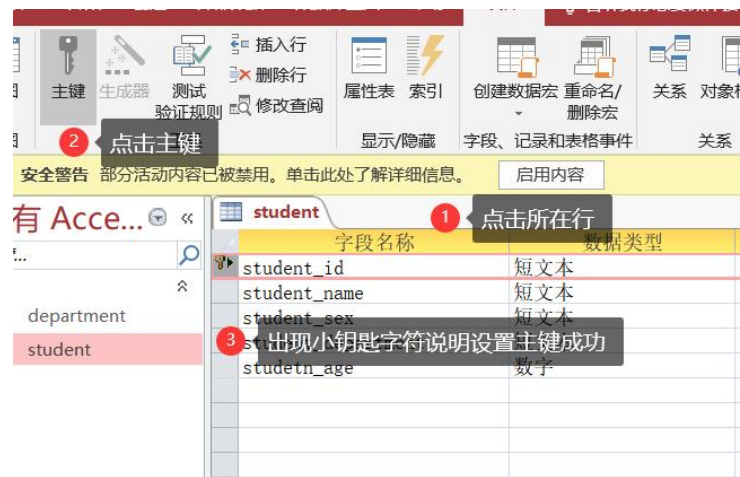 插入行
删除行
修改查阅
主键
生成器
测试
验证规则
属性表
索引
创建数据宏
重命名/
删除宏
关系
2
点击主键
显示/隐藏
字段、记录和表格事件
关系
安全警告 部分活动内容已被禁用。单击此处了解详细信息。
启用内容
有 Acce...
«
student
1
点击所在行
字段名称
数据类型
student_id
短文本
student_name
短文本
student_sex
短文本
department
student
3
出现小钥匙字符说明设置主键成功
studetn_age
数字